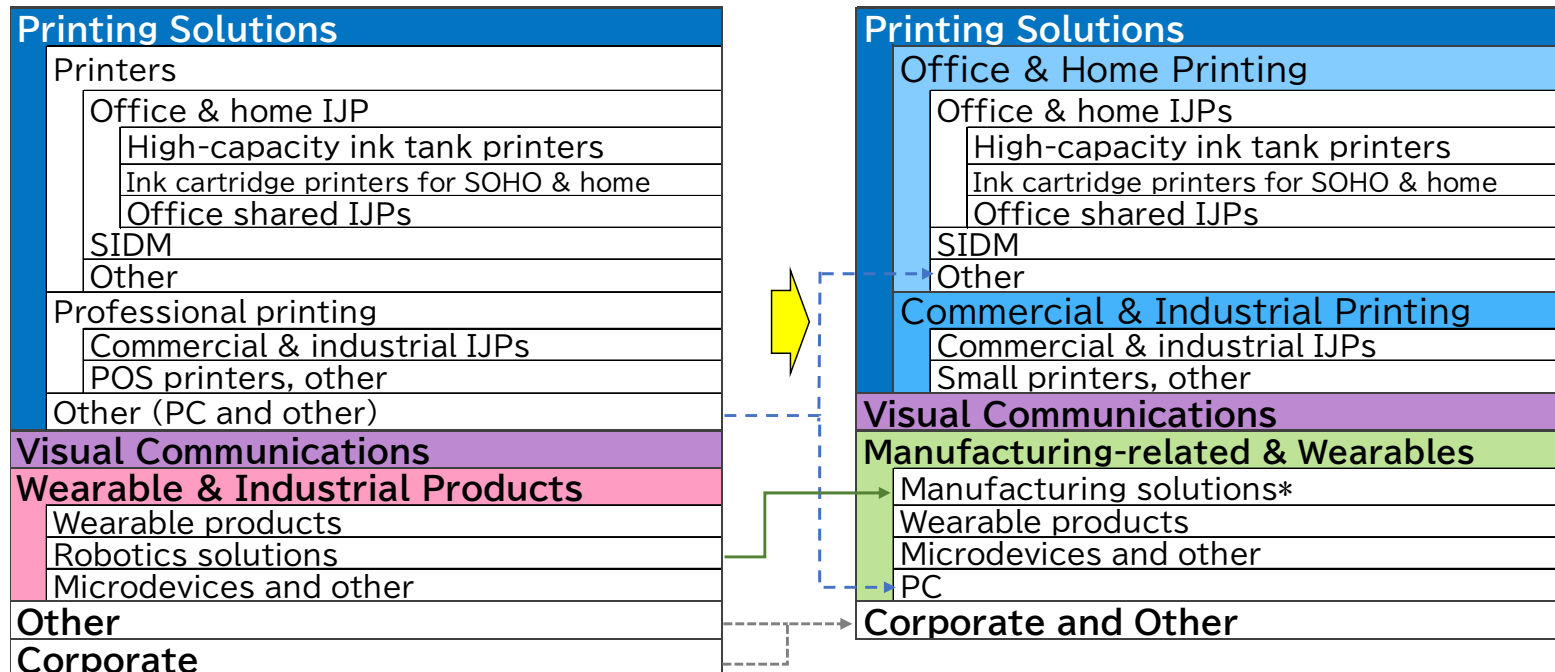 Printing Solutions
Printers
Office & home IJP
High-capacity ink tank printers
Ink cartridge printers for SOHO & home
Office shared IJPs
SIDM
Other
Professional printing
Commercial & industrial IJPs
POS printers, other
Other (PC and other)
Visual Communications
Wearable & Industrial Products
Wearable products
Robotics solutions
Microdevices and other
Other
Corporate
Printing Solutions
Office & Home Printing
Office & home IJPs
High-capacity ink tank printers
Ink cartridge printers for SOHO & home
Office shared IJPs
SIDM
Other
Commercial & Industrial Printing
Commercial & industrial IJPs
Small printers, other
Visual Communications
Manufacturing-related & Wearables
Manufacturing solutions*
Wearable products
Microdevices and other
PC
Corporate and Other